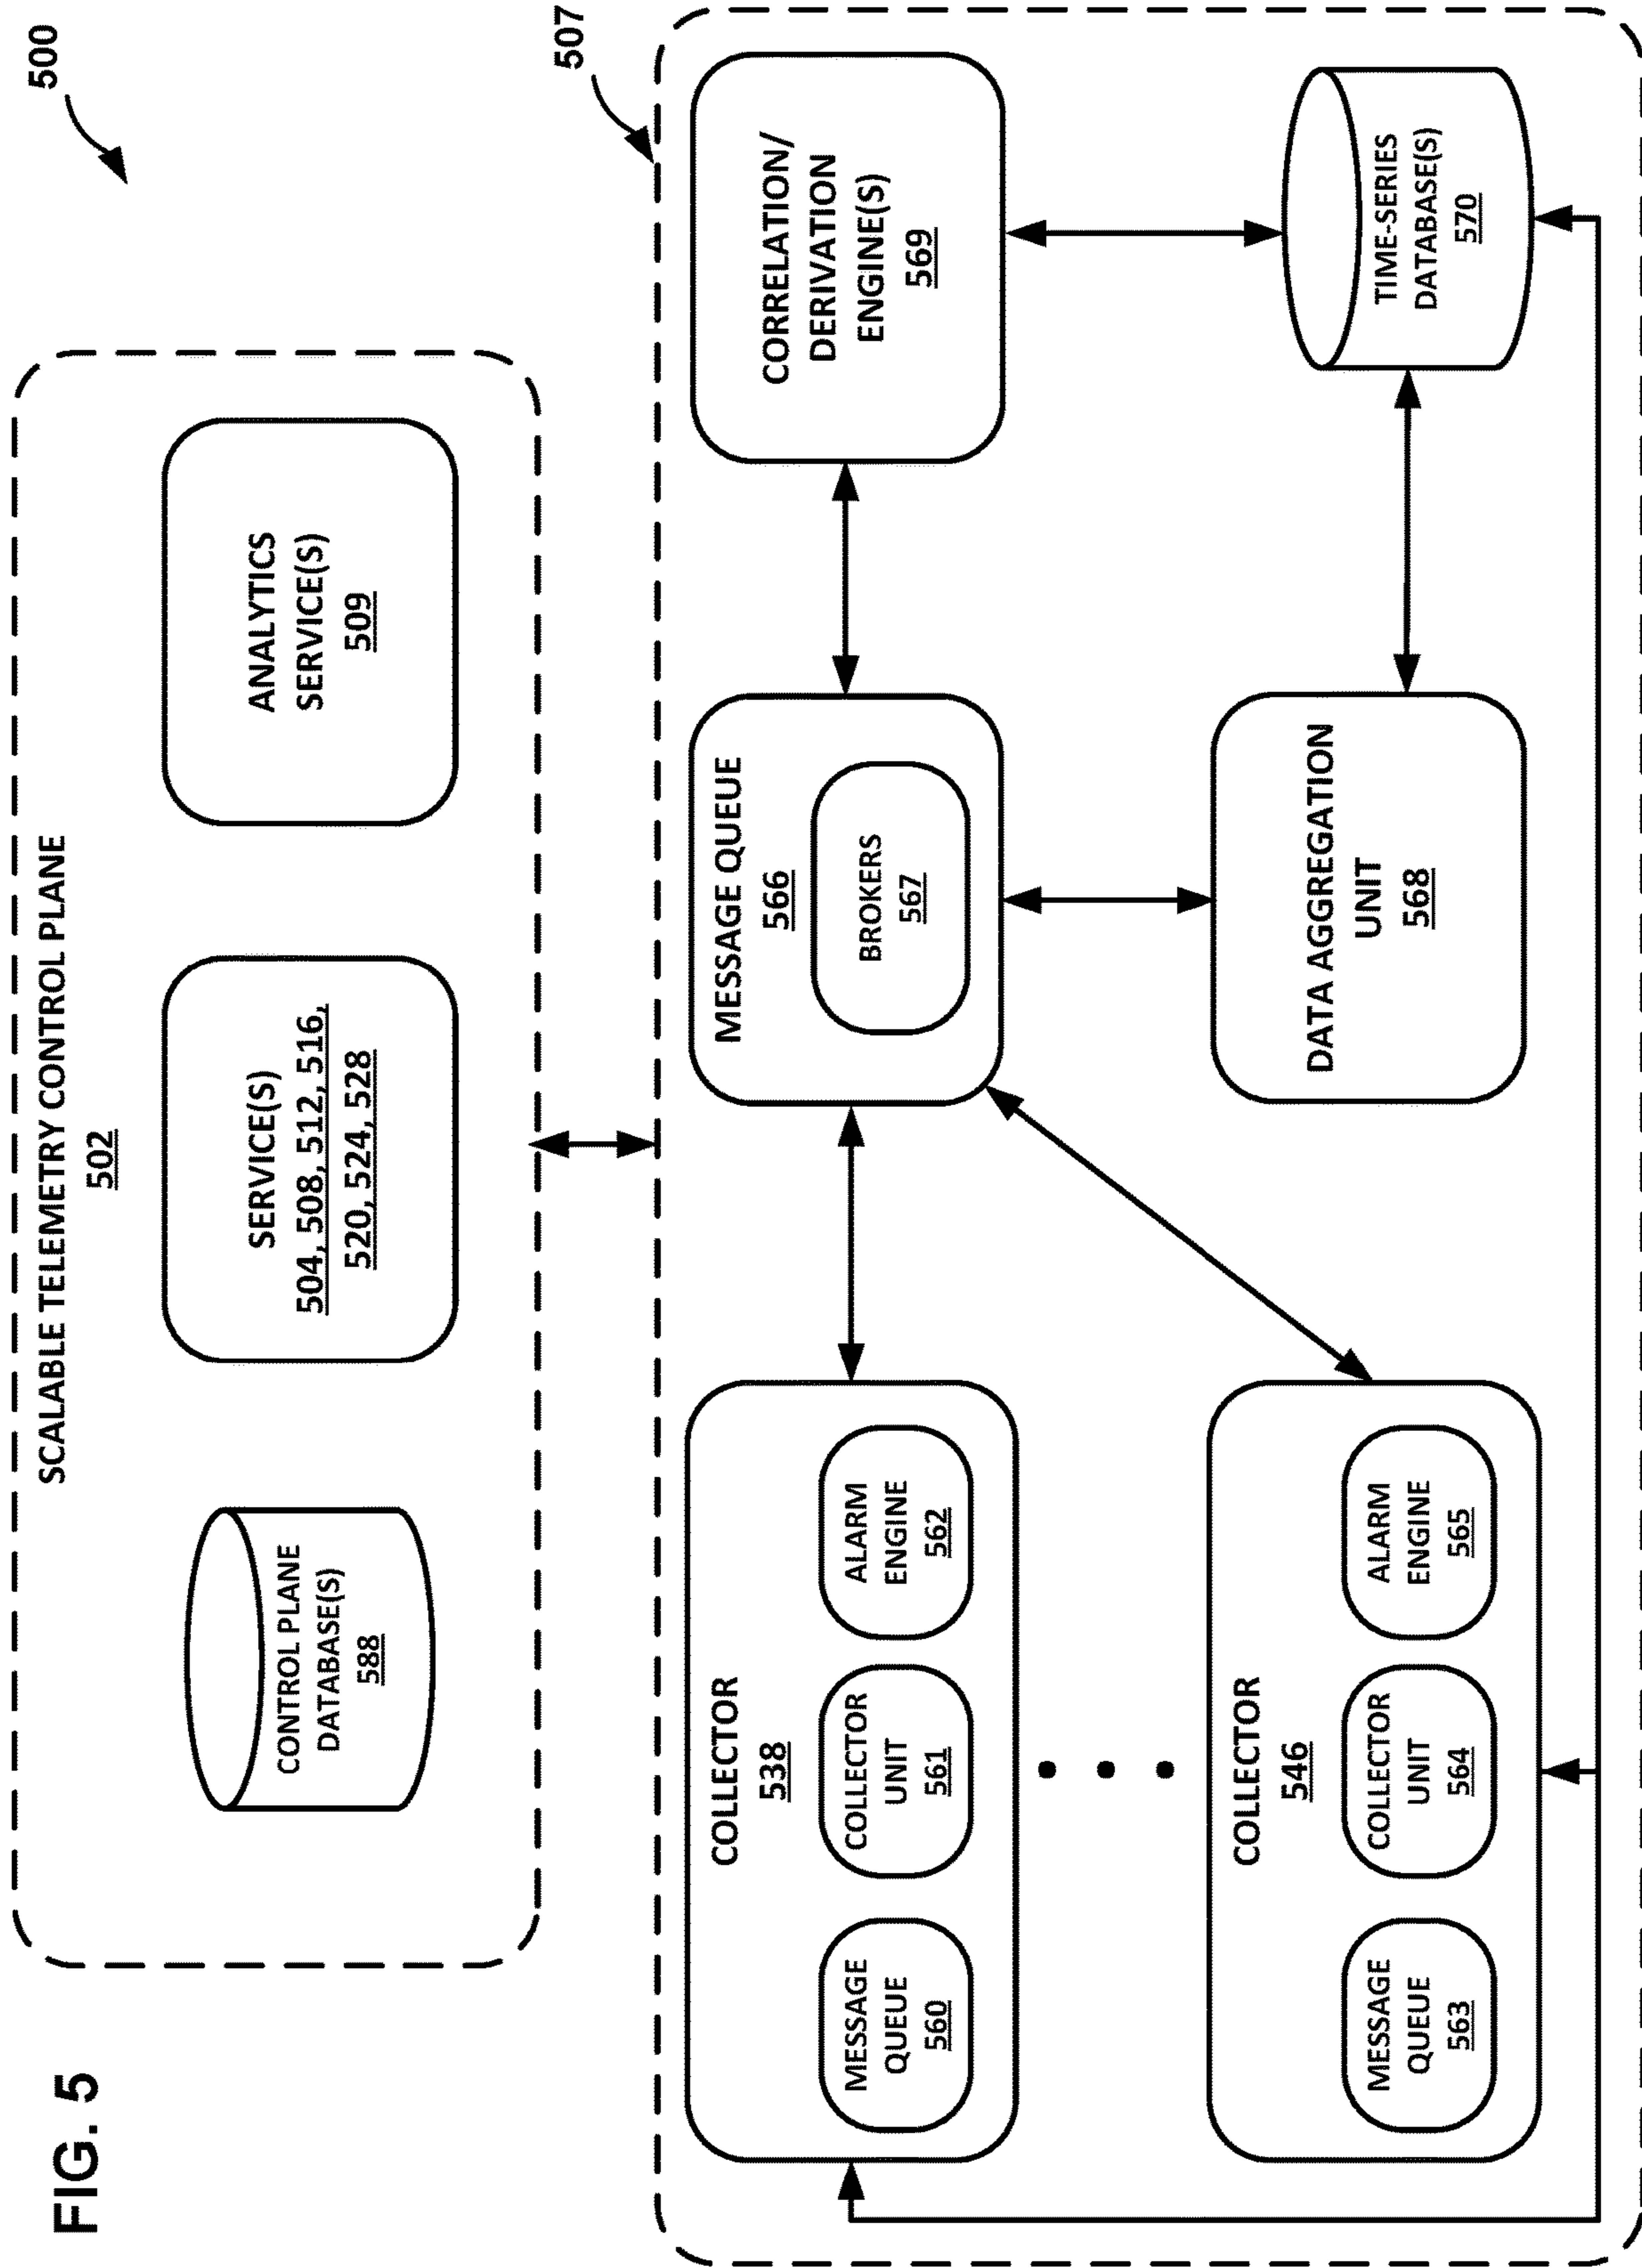 FIG. 5
500
SCALABLE TELEMETRY CONTROL PLANE
502
CONTROL PLANE
DATABASE(S)
588
SERVICE(S)
504, 508, 512, 516,
520, 524, 528
ANALYTICS
SERVICE(S)
509
507
COLLECTOR
538
MESSAGE
QUEUE
560
COLLECTOR
UNIT
561
ALARM
ENGINE
562
MESSAGE QUEUE
566
BROKERS
567
CORRELATION/
DERIVATION
ENGINE(S)
569
COLLECTOR
546
MESSAGE
QUEUE
563
COLLECTOR
UNIT
564
ALARM
ENGINE
565
DATA AGGREGATION
UNIT
568
TIME-SERIES
DATABASE(S)
570